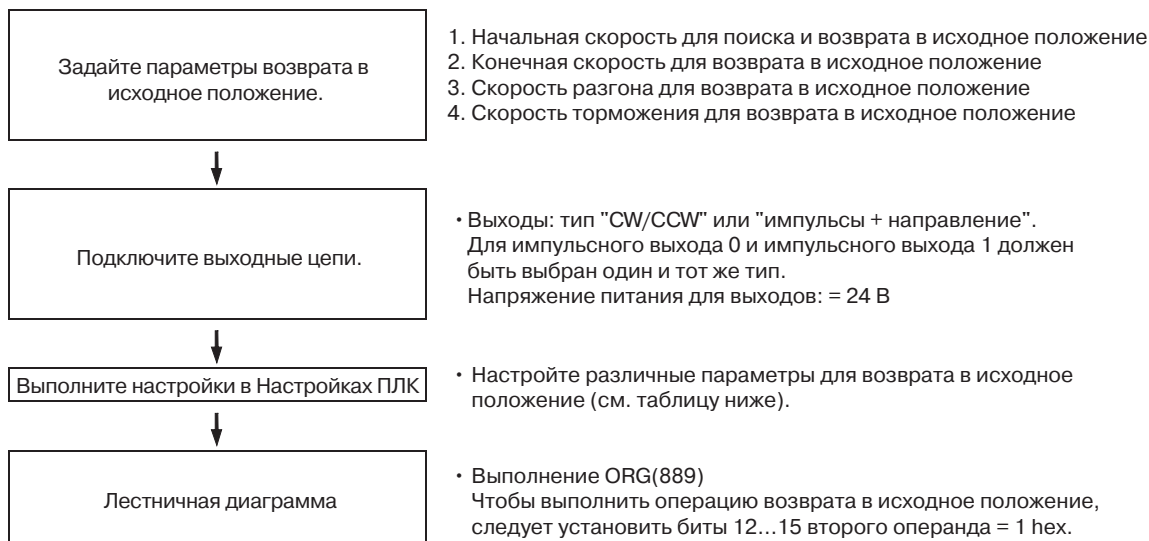 Задайте параметры возврата в
исходное положение.
1. Начальная скорость для поиска и возврата в исходное положение
2. Конечная скорость для возврата в исходное положение
3. Скорость разгона для возврата в исходное положение
4. Скорость торможения для возврата в исходное положение
Подключите выходные цепи.
• Выходы: тип "CW/CCW" или "импульсы + направление".
Для импульсного выхода 0 и импульсного выхода 1 должен
быть выбран один и тот же тип.
Напряжение питания для выходов: = 24 В
Выполните настройки в Настройках ПЛК
• Настройте различные параметры для возврата в исходное
положение (см. таблицу ниже).
Лестничная диаграмма
• Выполнение ORG(889)
Чтобы выполнить операцию возврата в исходное положение,
следует установить биты 12...15 второго операнда = 1 hex.